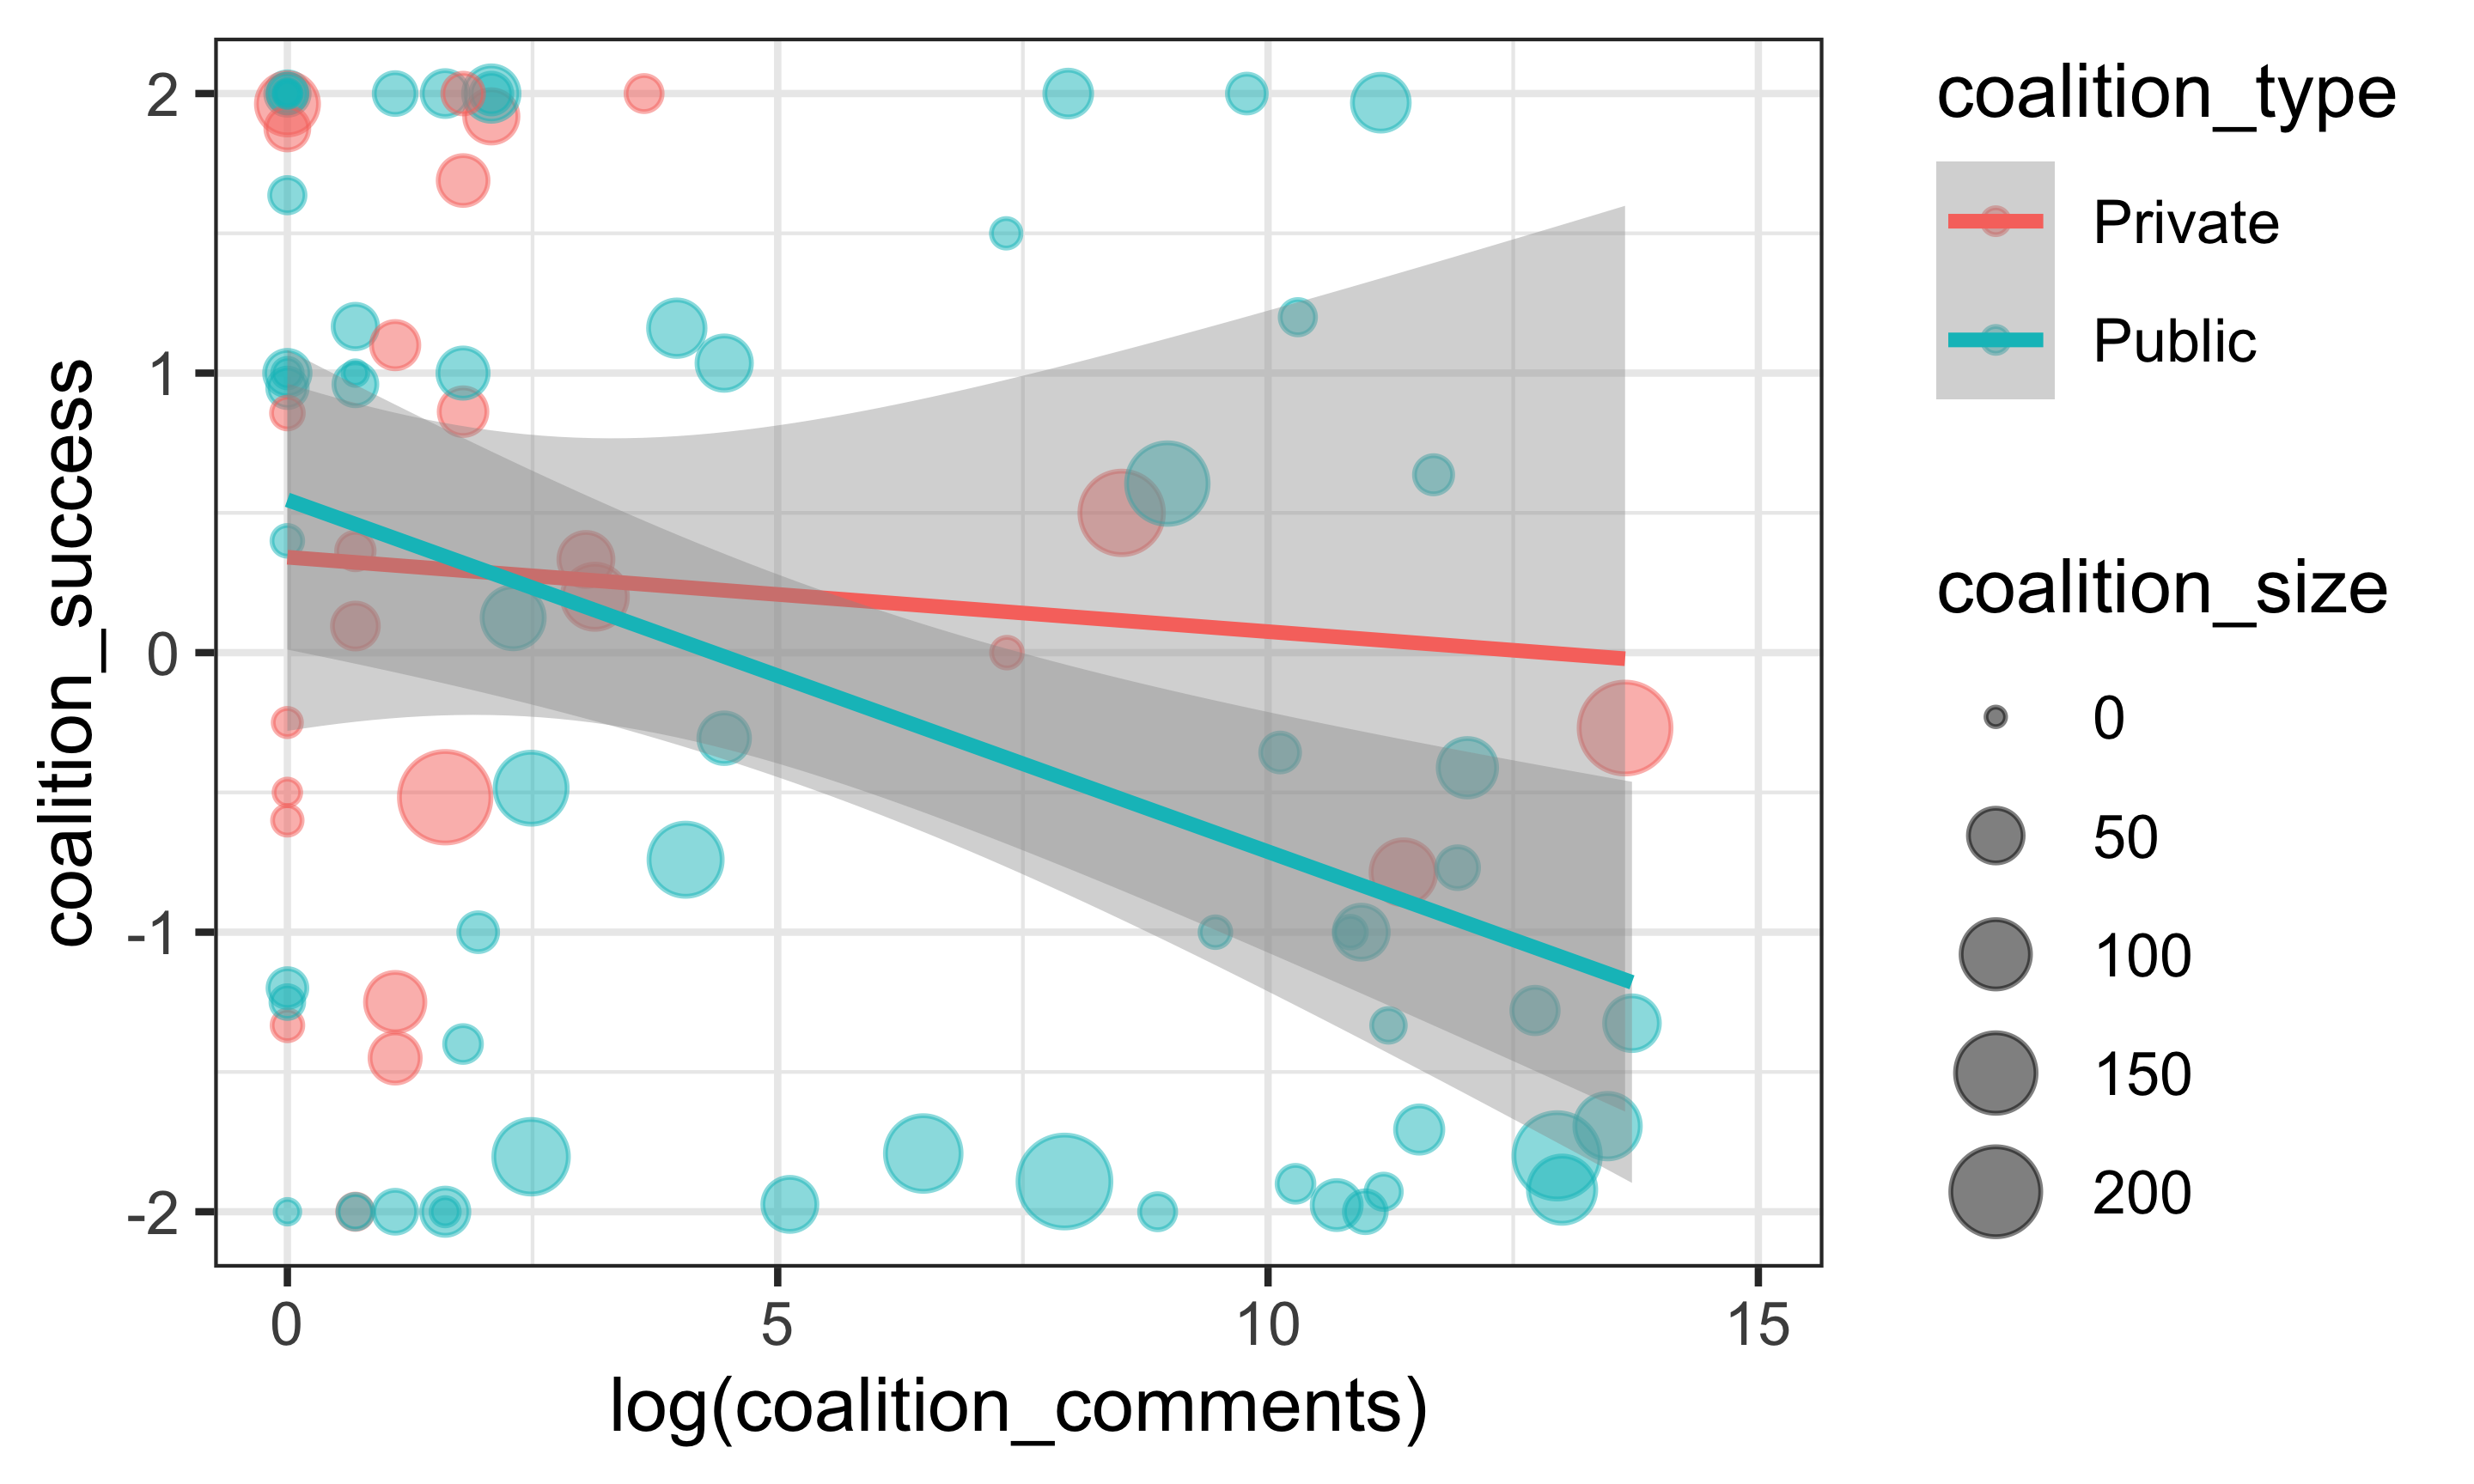 coalition_success
2
1
0
-1
-2
0 5 10 15
log(coalition_comments)
coalition_type
Private
Public
coalition_size
0
50
100
150
200